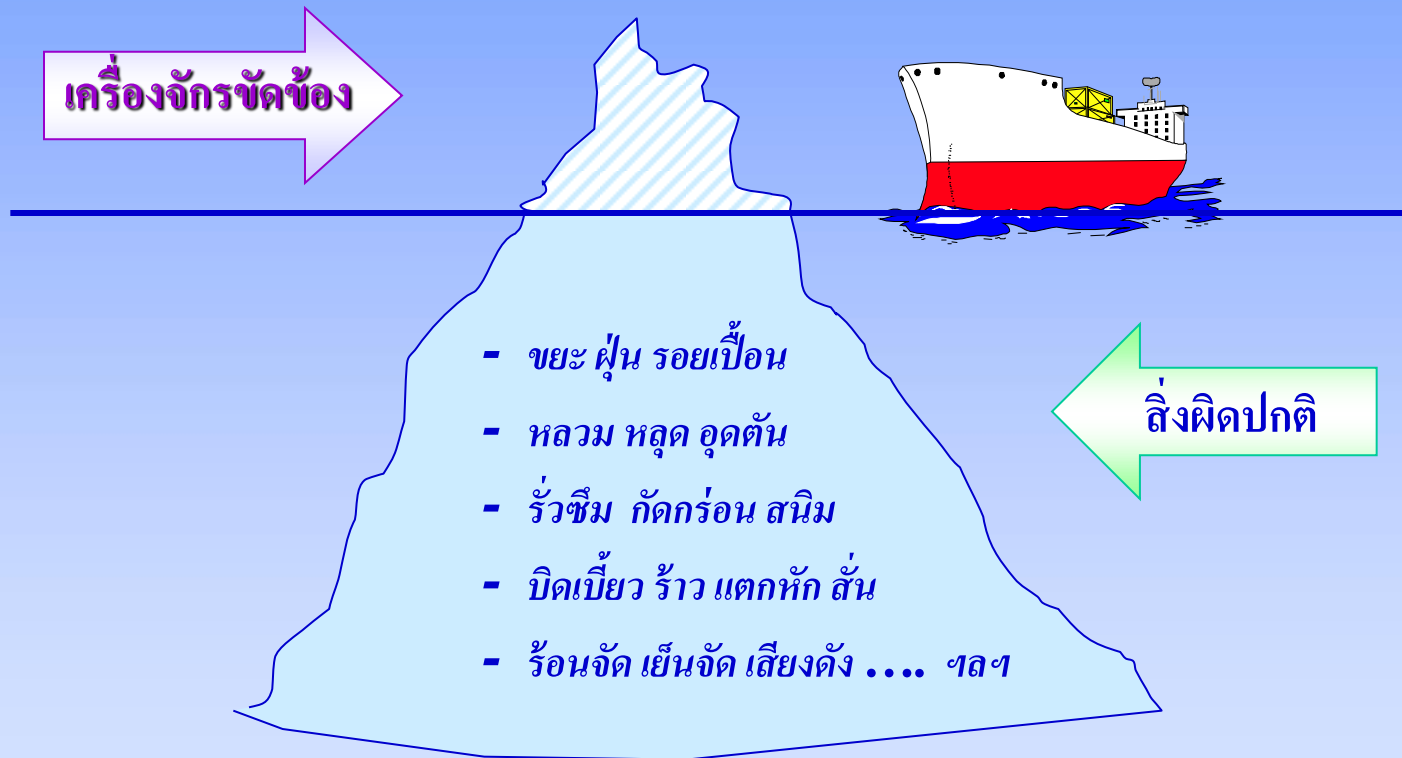 เครื่องจักรขัดข้อง
- ขยะ ฝุ่น รอยเปื้อน
สิ่งผิดปกติ
- หลวม หลุด อุดตัน
- รั่วซึม กัดกร่อน สนิม
- บิดเบี้ยว ร้าว แตกหัก สั่น
- ร้อนจัด เย็นจัด เสียงดัง .... ฯลฯ